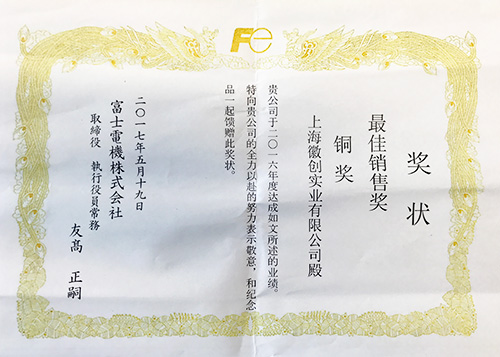 Fe
奖状
最佳销售奖
铜奖
上海徽创实业有限公司殿
贵公司于二〇一六年度达成如文所述的业绩。
特向贵公司的全力以赴的努力表示敬意，和纪念
品一起馈赠此奖状。
二〇一七年五月十九日
富士電機株式会社
取締役 執行役員常務
友高 正嗣